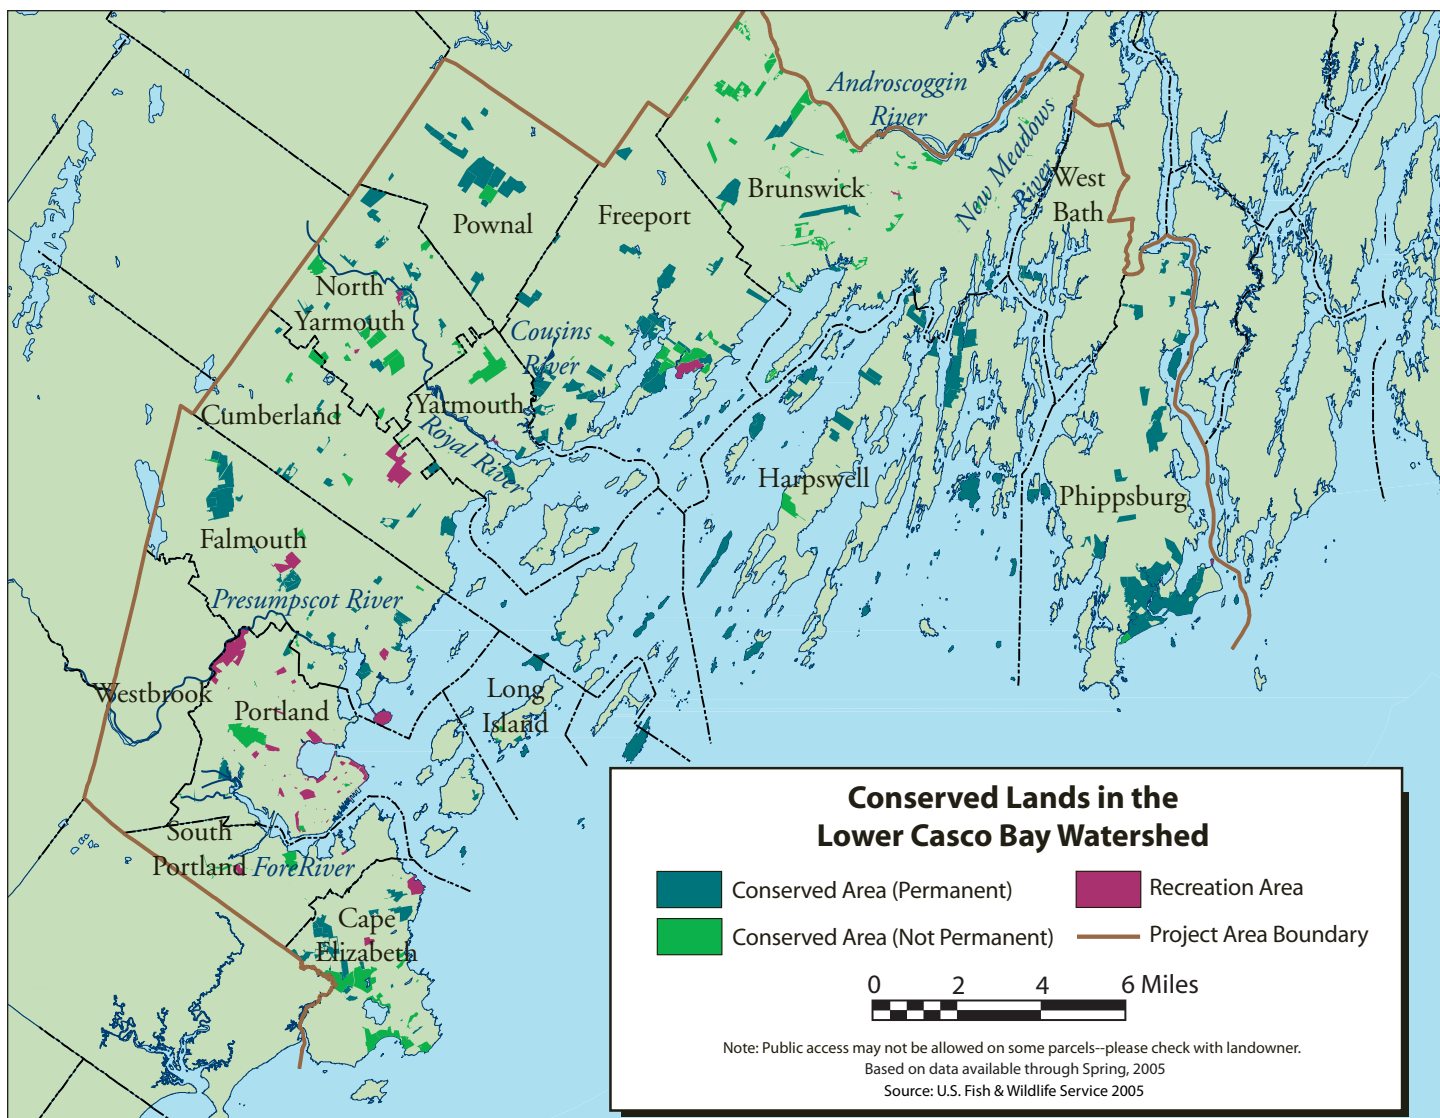 Androscoggin
River
New Meadows
River
West
Bath
Brunswick
Freeport
Pownal
North
Yarmouth
Cousins
River
Cumberland
Yarmouth
Royal River
Harpswell
Phippsburg
Falmouth
Presumpscot River
Westbrook
Portland
Long
Island
South
Portland
ForeRiver
Cape
Elizabeth
Conserved Lands in the
Lower Casco Bay Watershed
Conserved Area (Permanent)
Recreation Area
Conserved Area (Not Permanent)
Project Area Boundary
0 2 4 6 Miles
Note: Public access may not be allowed on some parcels--please check with landowner.
Based on data available through Spring, 2005
Source: U.S. Fish & Wildlife Service 2005